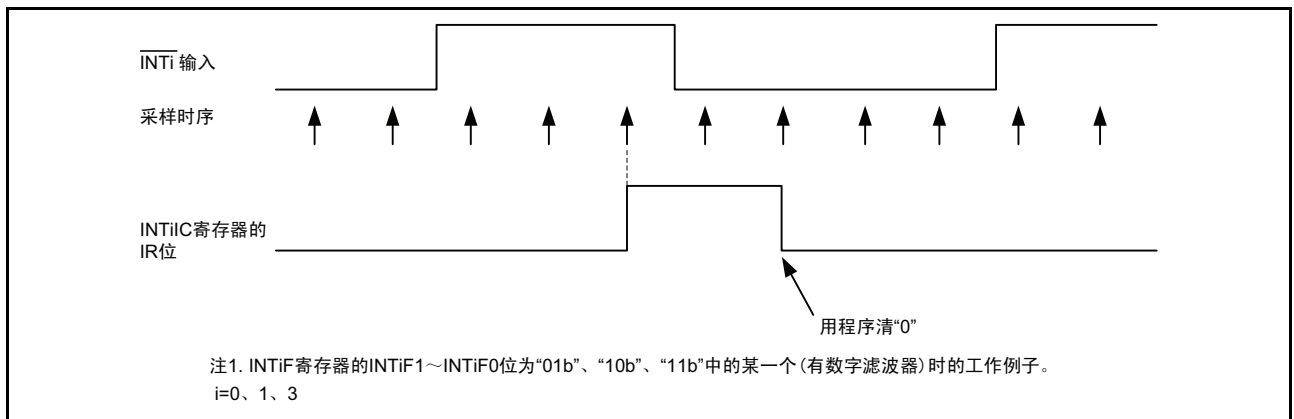 INTi 输入
采样时序
INTiIC寄存器的
IR位
用程序清“0”
注1. INTiF寄存器的INTiF1～INTiF0位为“01b”、“10b”、“11b”中的某一个(有数字滤波器)时的工作例子。
i=0、1、3